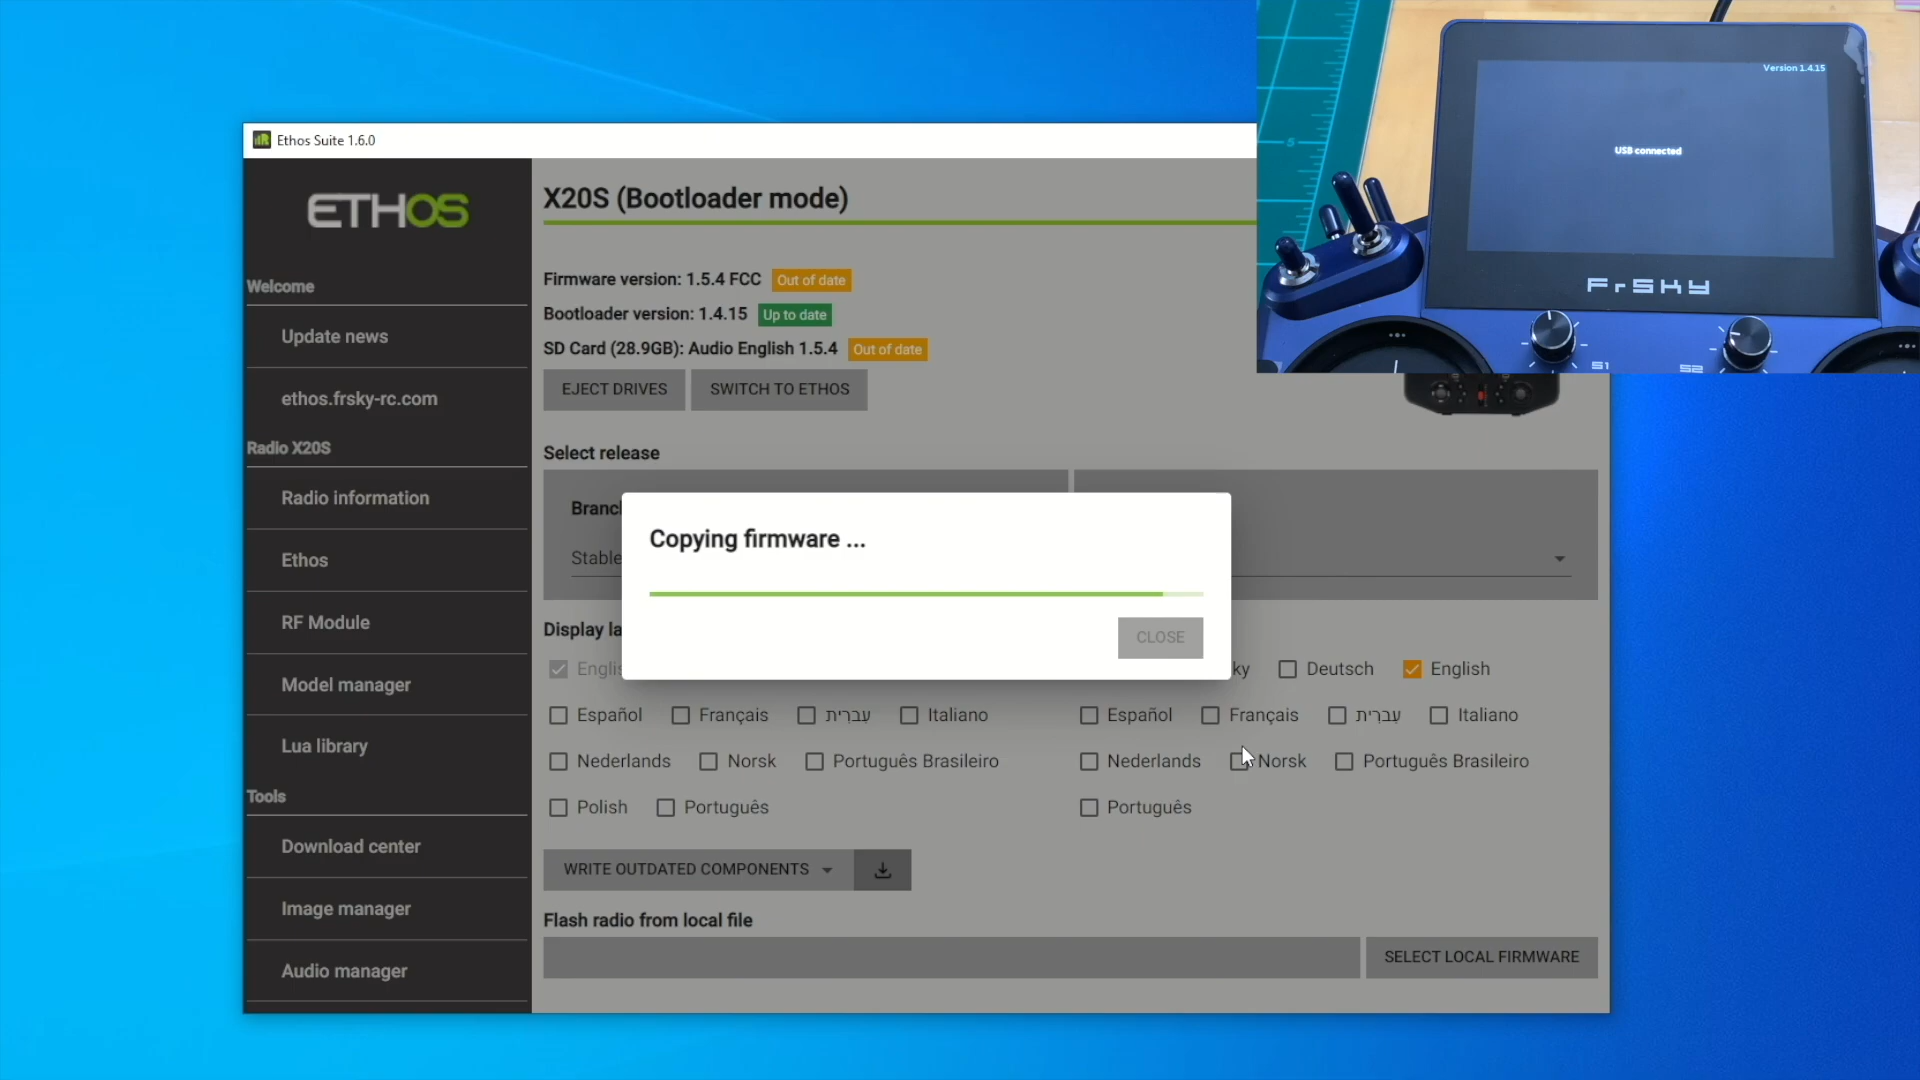 Ethos Suite 1.6.0
ETHOS
Welcome
Update news
ethos.frsky-rc.com
Radio X20S
Radio information
Ethos
RF Module
Model manager
Lua library
Tools
Download center
Image manager
Audio manager
X20S (Bootloader mode)
Firmware version: 1.5.4 FCC Out of date
Bootloader version: 1.4.15 Up to date
SD Card (28.9GB): Audio English 1.5.4 Out of date
EJECT DRIVES SWITCH TO ETHOS
Select release
Stable
Copying firmware ...
CLOSE
Deutsch English
Español Français עברית Italiano
Español Français עברית Italiano
Nederlands Norsk Português Brasileiro
Nederlands Norsk Português Brasileiro
Polish Português
Português
WRITE OUTDATED COMPONENTS
Flash radio from local file
SELECT LOCAL FIRMWARE
Version 1.4.15
USB connected
FrSKY
S1
S2
5